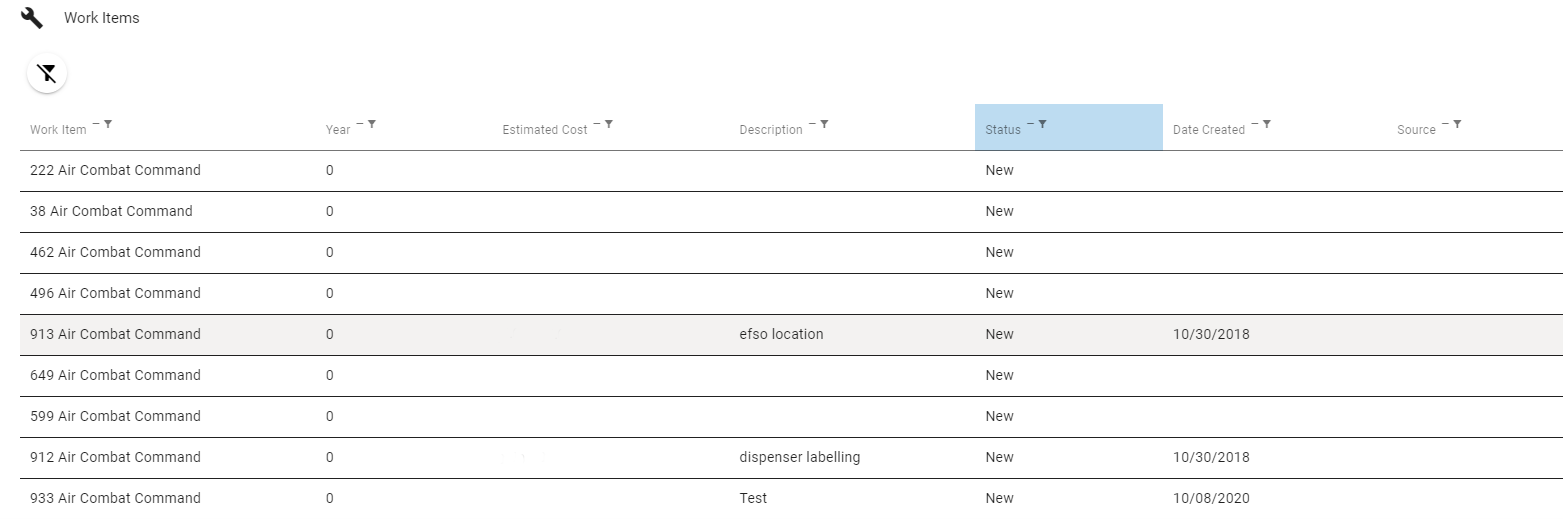 Work Items
Work Item Year Estimated Cost Description Status Date Created Source
222 Air Combat Command 0 New
38 Air Combat Command 0 New
462 Air Combat Command 0 New
496 Air Combat Command 0 New
913 Air Combat Command 0 efso location New 10/30/2018
649 Air Combat Command 0 New
599 Air Combat Command 0 New
912 Air Combat Command 0 dispenser labelling New 10/30/2018
933 Air Combat Command 0 Test New 10/08/2020